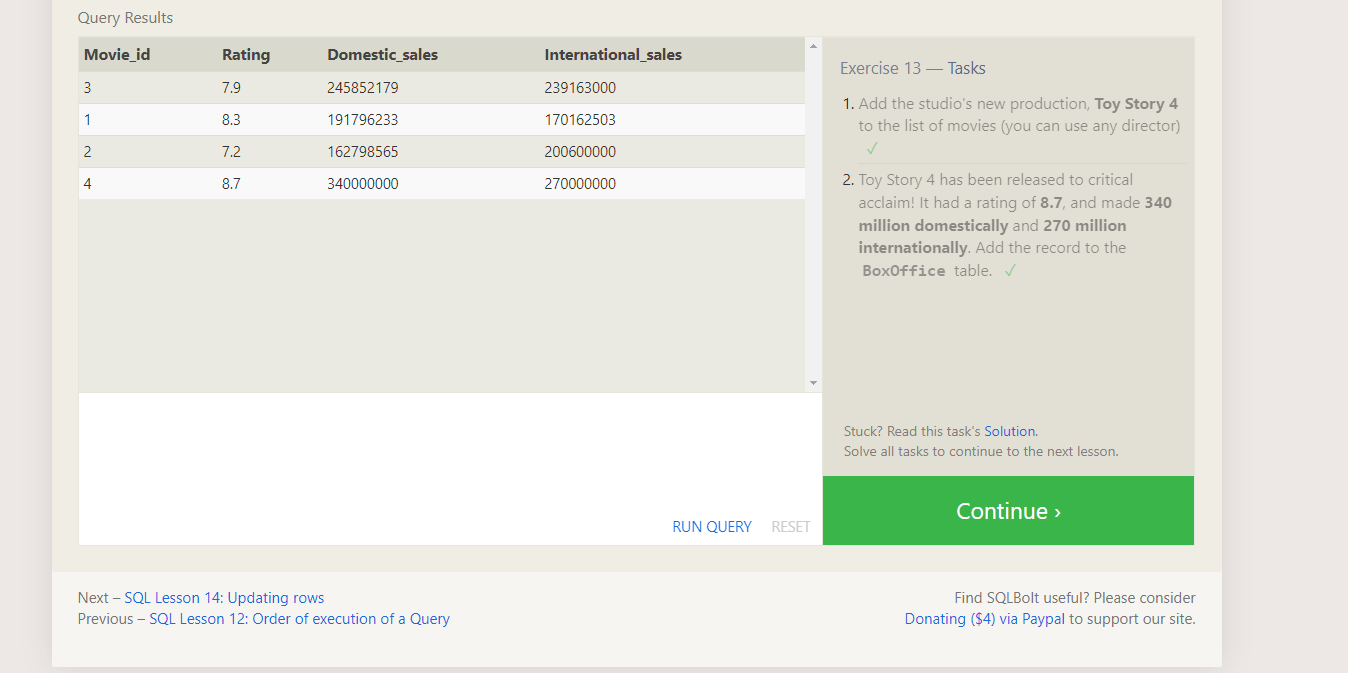 Query Results
Movie_id Rating Domestic_sales International_sales
3 7.9 245852179 239163000
1 8.3 191796233 170162503
2 7.2 162798565 200600000
4 8.7 340000000 270000000
RUN QUERY RESET
Exercise 13 — Tasks
1. Add the studio's new production, Toy Story 4
to the list of movies (you can use any director)
✓
2. Toy Story 4 has been released to critical
acclaim! It had a rating of 8.7, and made 340
million domestically and 270 million
internationally. Add the record to the
BoxOffice table. ✓
Stuck? Read this task's Solution.
Solve all tasks to continue to the next lesson.
Continue ›
Next – SQL Lesson 14: Updating rows
Previous – SQL Lesson 12: Order of execution of a Query
Find SQLBolt useful? Please consider
Donating ($4) via Paypal to support our site.